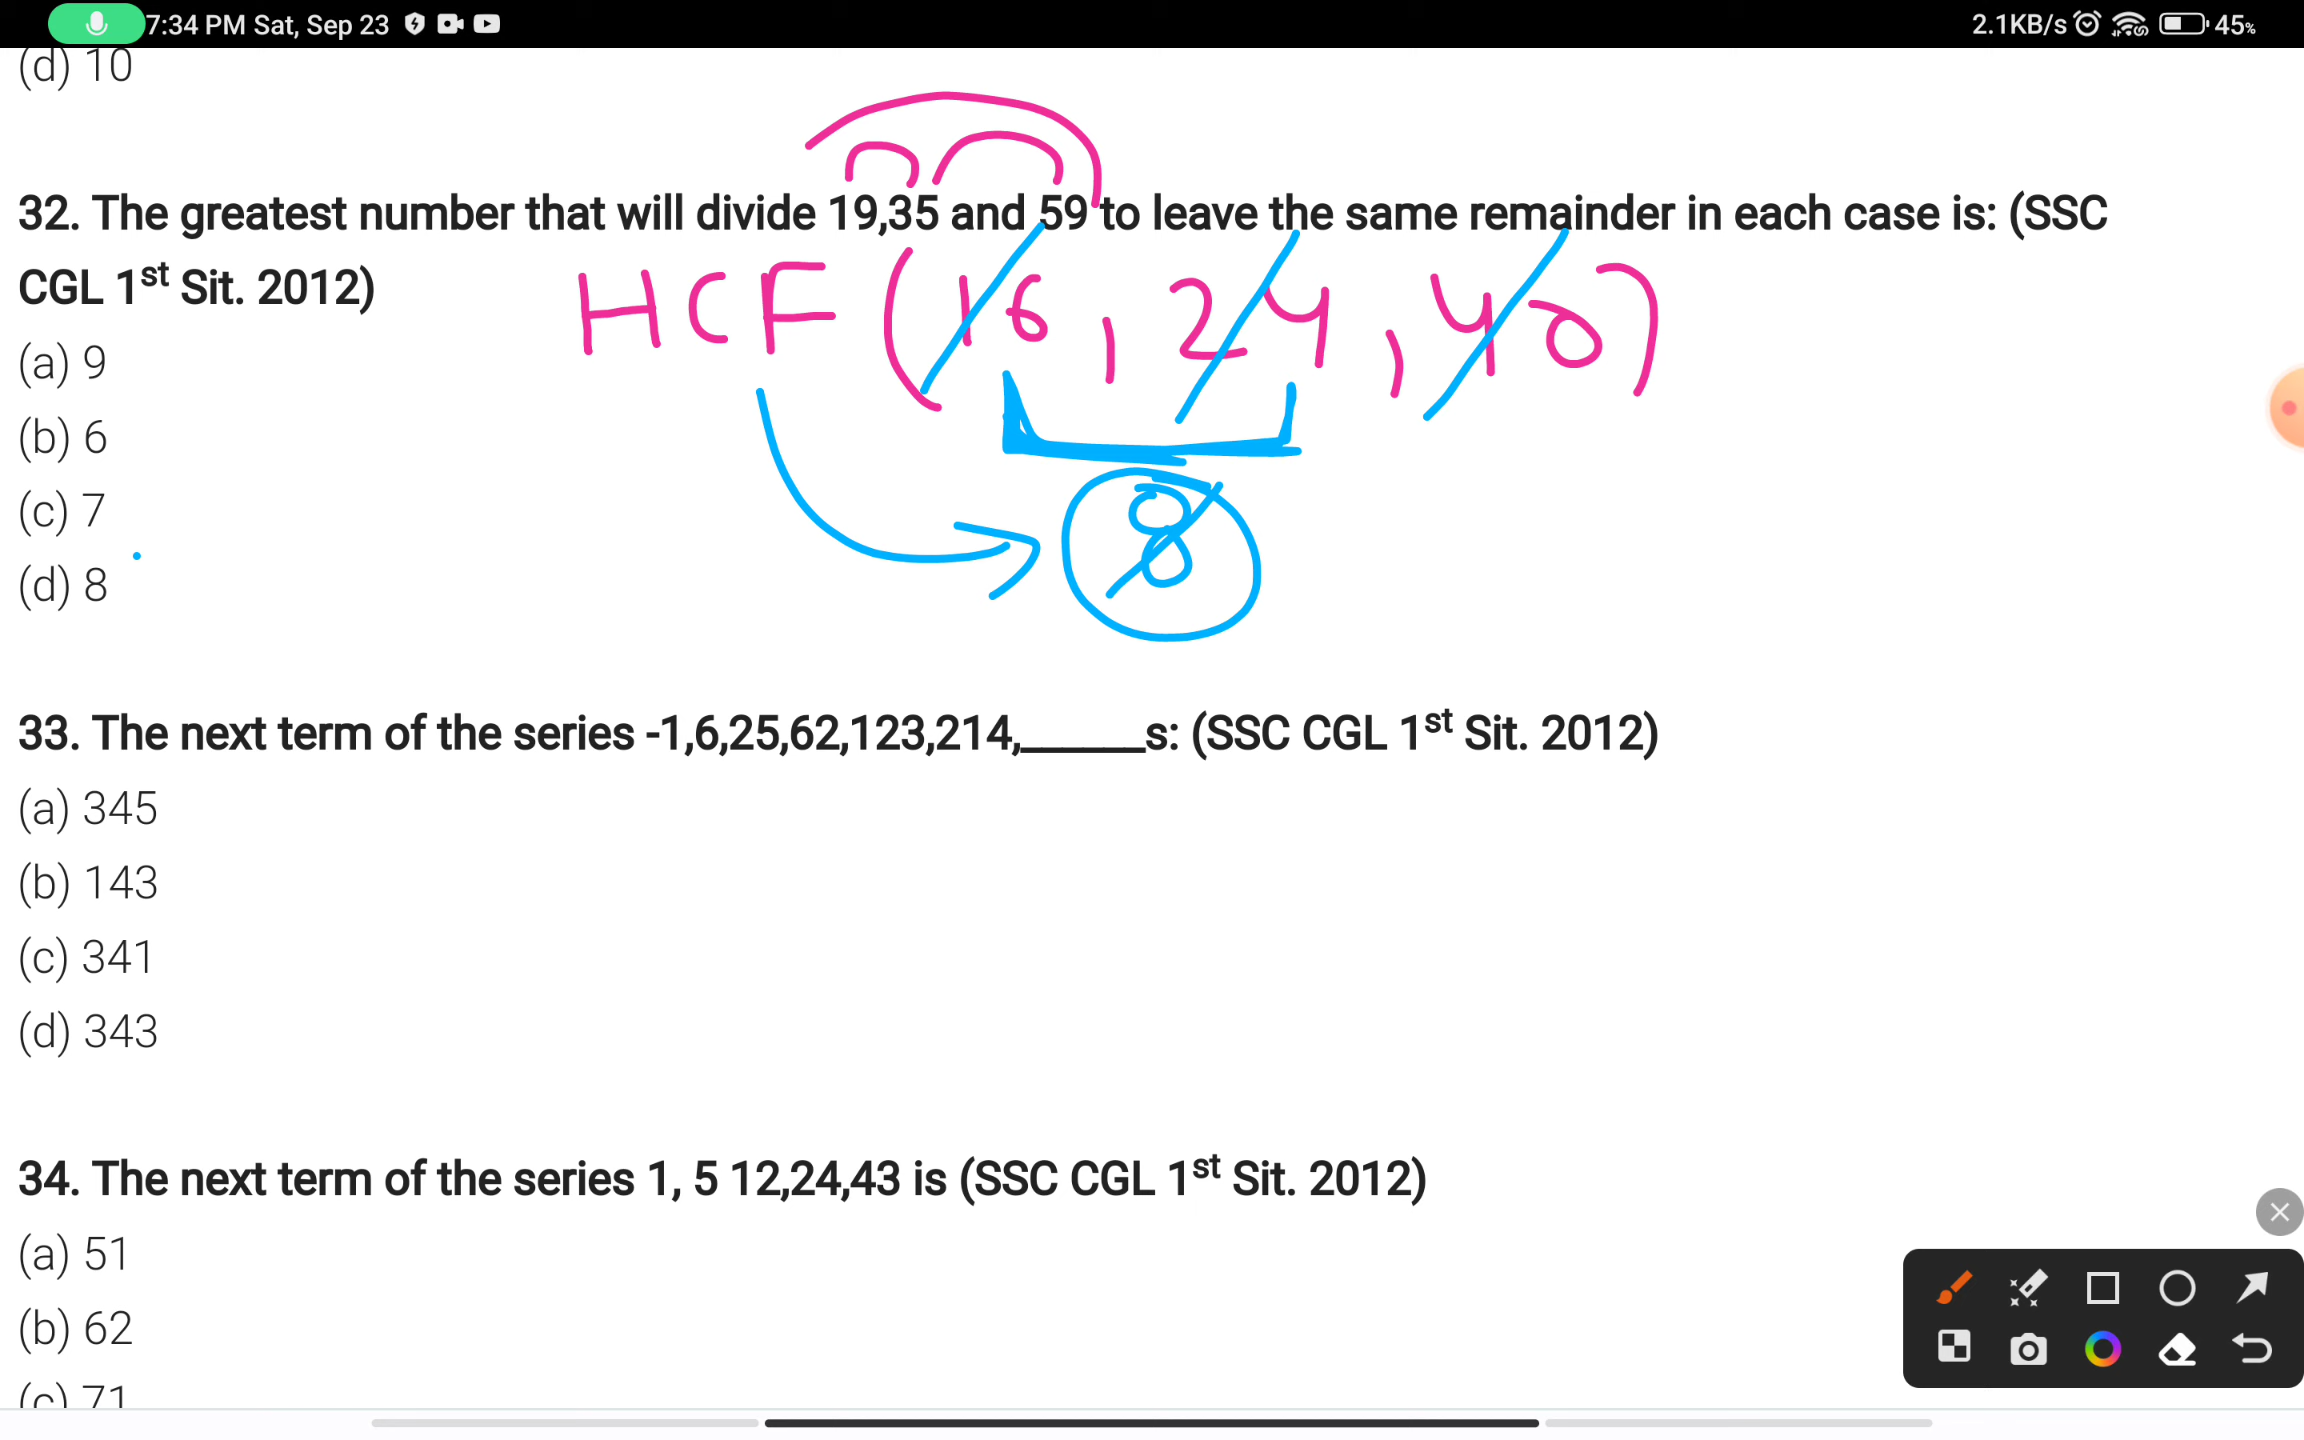 7:34 PM Sat, Sep 23
2.1KB/s 45%
(d) 10
32. The greatest number that will divide 19,35 and 59 to leave the same remainder in each case is: (SSC
CGL 1st Sit. 2012)
HCF (16, 24, 40)
(a) 9
(b) 6
(c) 7
8
(d) 8
33. The next term of the series -1,6,25,62,123,214,______s: (SSC CGL 1st Sit. 2012)
(a) 345
(b) 143
(c) 341
(d) 343
34. The next term of the series 1, 5 12,24,43 is (SSC CGL 1st Sit. 2012)
(a) 51
(b) 62
(c) 71